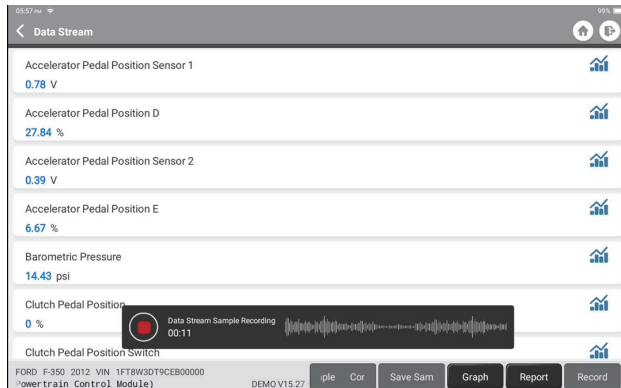 05:57 PM 99%
Data Stream
Accelerator Pedal Position Sensor 1
0.78 V
Accelerator Pedal Position D
27.84 %
Accelerator Pedal Position Sensor 2
0.39 V
Accelerator Pedal Position E
6.67 %
Barometric Pressure
14.43 psi
Clutch Pedal Position
0 %
Data Stream Sample Recording
00:11
Clutch Pedal Position Switch
FORD F-350 2012 VIN 1FT8W3DT9CEB00000
Powertrain Control Module) DEMO V15.27
ple Cor Save Sam Graph Report Record